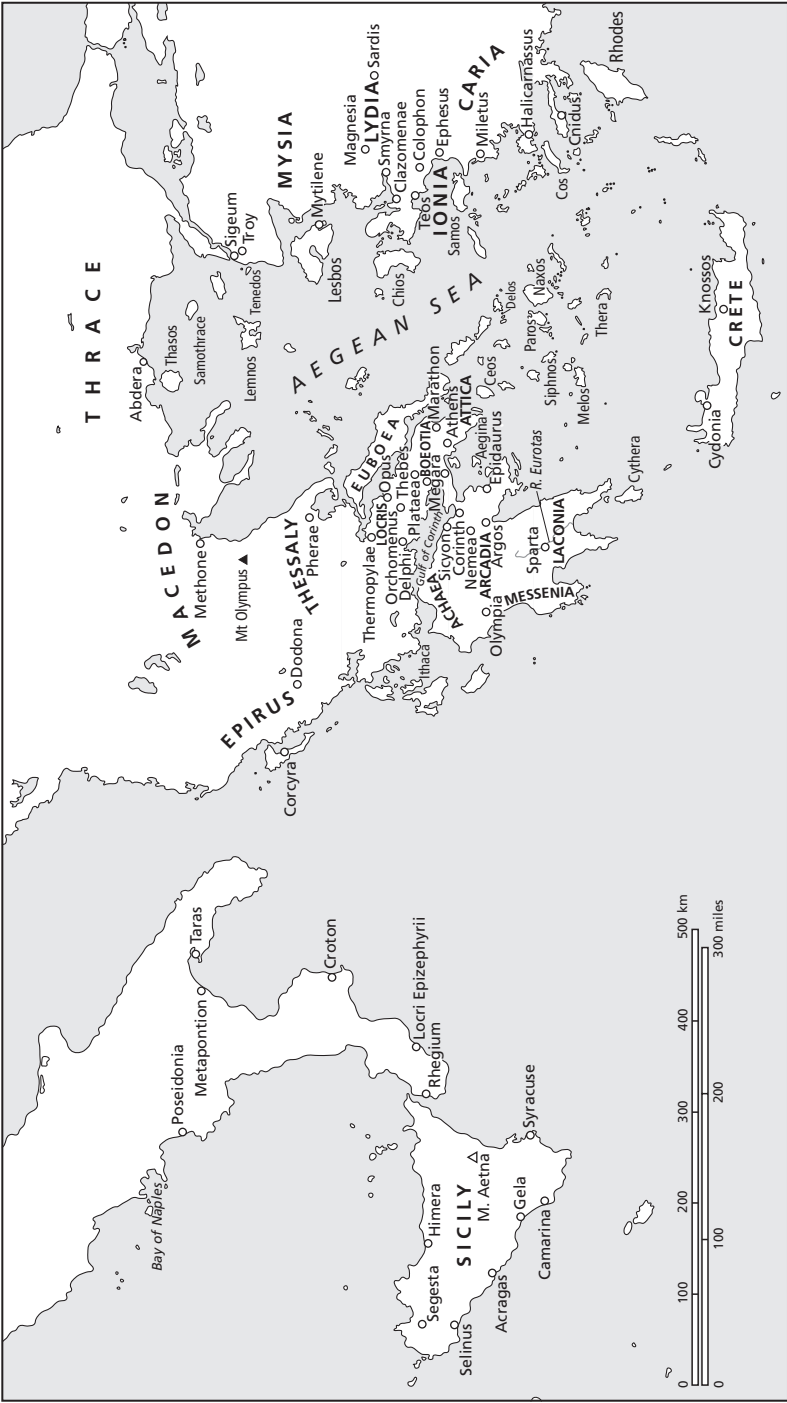 THRACE
MACEDON
Abdera
Thasos
Samothrace
Methone
Mt Olympus
Lemnos
Tenedos
Sigeum
Troy
MYSIA
AEGEAN SEA
EPIRUS
Dodona
Corcyra
THESSALY
Pherae
Lesbos
Mytilene
Magnesia
LYDIA
Sardis
Smyrna
Clazomenae
Colophon
Teos
IONIA
Ephesus
Chios
Samos
CARIA
Miletus
Halicarnassus
Cnidus
Cos
Rhodes
EUBOEA
Thermopylae
LOCRIS
Opus
Orchomenus
Thebes
Delphi
Plataea
BOEOTIA
Marathon
Gulf of Corinth
Megara
Athens
ATTICA
ACHAEA
Sicyon
Corinth
Aegina
Ceos
Delos
Nemea
Epidaurus
ARCADIA
Argos
Olympia
Ithaca
Paros
Naxos
R. Eurotas
Siphnos
Sparta
LACONIA
MESSENIA
Melos
Thera
Cythera
Cydonia
Knossos
CRETE
Bay of Naples
Poseidonia
Metapontion
Taras
Croton
Locri Epizephyrii
Rhegium
SICILY
Himera
Segesta
M. Aetna
Selinus
Acragas
Gela
Camarina
Syracuse
0 100 200 300 400 500 km
0 100 200 300 miles